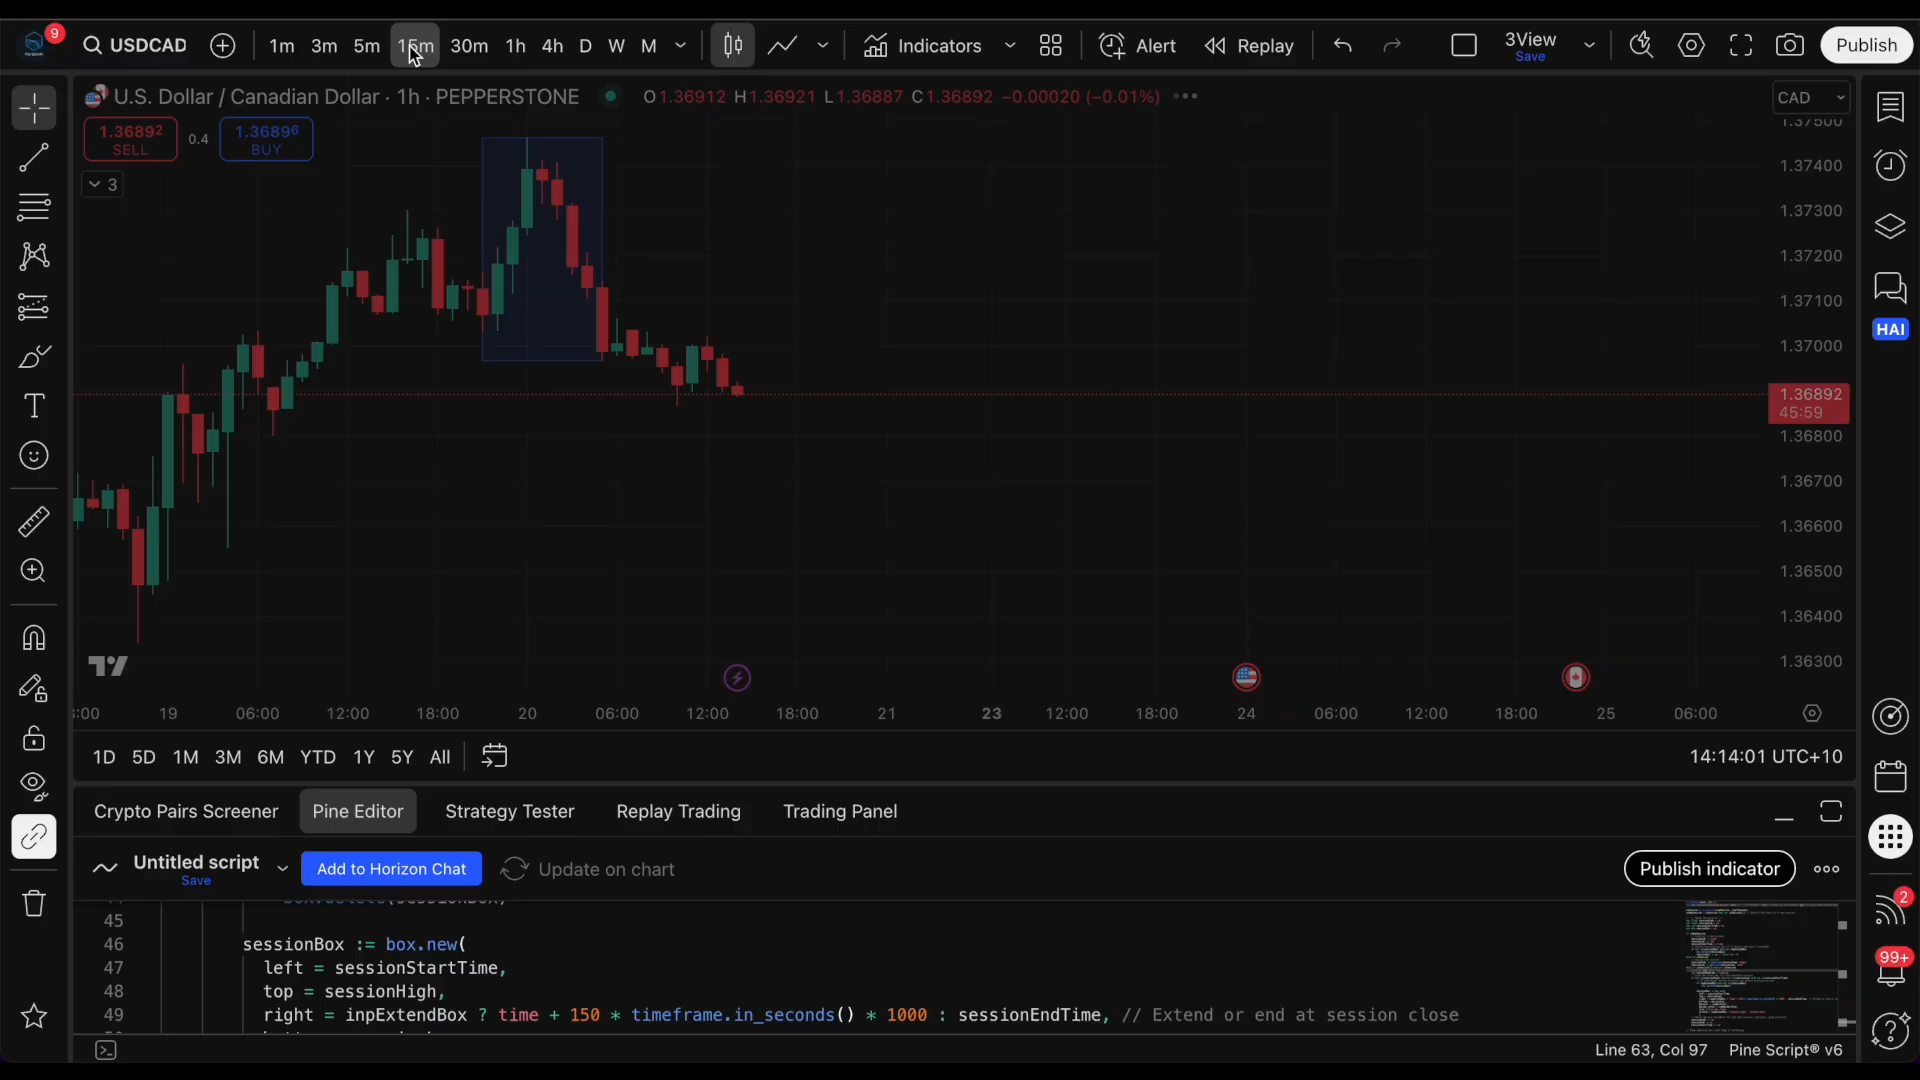 9 USDCAD 1m 3m 5m 15m 30m 1h 4h D W M Indicators Alert Replay 3View Save Publish
U.S. Dollar / Canadian Dollar · 1h · PEPPERSTONE O1.36912 H1.36921 L1.36887 C1.36892 −0.00020 (−0.01%) CAD
1.37500
1.36892 SELL 0.4 1.36896 BUY
1.37400
3
1.37300
1.37200
1.37100
HAI
1.37000
1.36892
45:59
1.36800
1.36700
1.36600
1.36500
1.36400
1.36300
19 06:00 12:00 18:00 20 06:00 12:00 18:00 21 23 12:00 18:00 24 06:00 12:00 18:00 25 06:00
1D 5D 1M 3M 6M YTD 1Y 5Y All 14:14:01 UTC+10
Crypto Pairs Screener Pine Editor Strategy Tester Replay Trading Trading Panel
Untitled script Save Add to Horizon Chat Update on chart Publish indicator
2
99+
45
46 sessionBox := box.new(
47 left = sessionStartTime,
48 top = sessionHigh,
49 right = inpExtendBox ? time + 150 * timeframe.in_seconds() * 1000 : sessionEndTime, // Extend or end at session close
Line 63, Col 97 Pine Script® v6